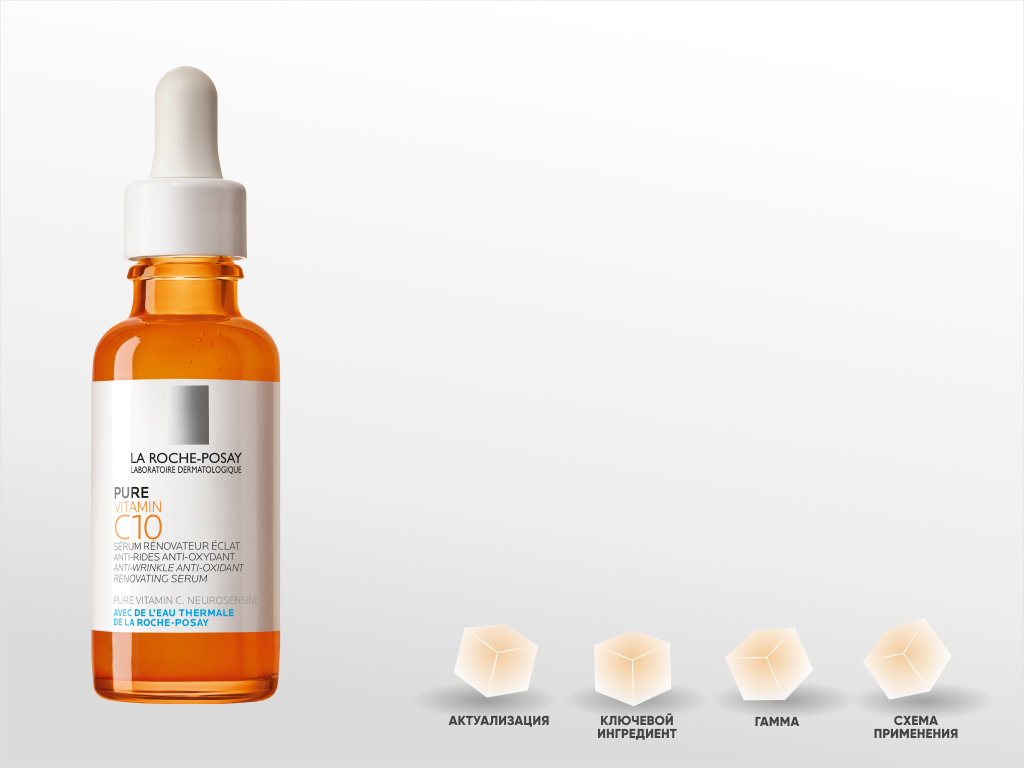 LA ROCHE-POSAY
LABORATOIRE DERMATOLOGIQUE
PURE
VITAMIN
C10
SÉRUM RÉNOVATEUR ÉCLAT
ANTI-RIDES ANTI-OXYDANT
ANTI-WRINKLE ANTI-OXIDANT
RENOVATING SERUM
PURE VITAMIN C, NEUROSENSINE
AVEC DE L'EAU THERMALE
DE LA ROCHE-POSAY
АКТУАЛИЗАЦИЯ
КЛЮЧЕВОЙ
ИНГРЕДИЕНТ
ГАММА
СХЕМА
ПРИМЕНЕНИЯ